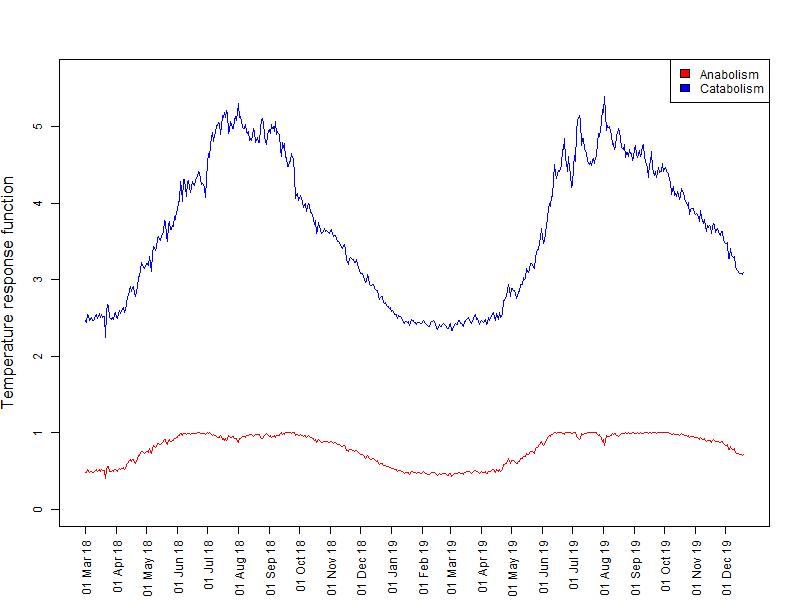 Anabolism
Catabolism
Temperature response function
5
4
3
2
1
0
01 Mar 18
01 Apr 18
01 May 18
01 Jun 18
01 Jul 18
01 Aug 18
01 Sep 18
01 Oct 18
01 Nov 18
01 Dec 18
01 Jan 19
01 Feb 19
01 Mar 19
01 Apr 19
01 May 19
01 Jun 19
01 Jul 19
01 Aug 19
01 Sep 19
01 Oct 19
01 Nov 19
01 Dec 19